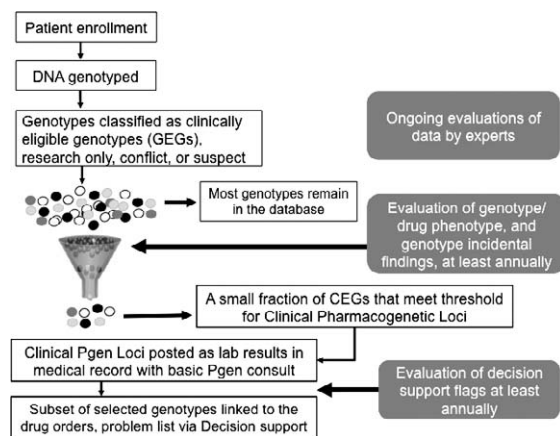 Patient enrollment
DNA genotyped
Genotypes classified as clinically
eligible genotypes (GEGs),
research only, conflict, or suspect
Ongoing evaluations of
data by experts
Most genotypes remain
in the database
Evaluation of genotype/
drug phenotype, and
genotype incidental
findings, at least annually
A small fraction of CEGs that meet threshold
for Clinical Pharmacogenetic Loci
Clinical Pgen Loci posted as lab results in
medical record with basic Pgen consult
Evaluation of decision
support flags at least
annually
Subset of selected genotypes linked to the
drug orders, problem list via Decision support